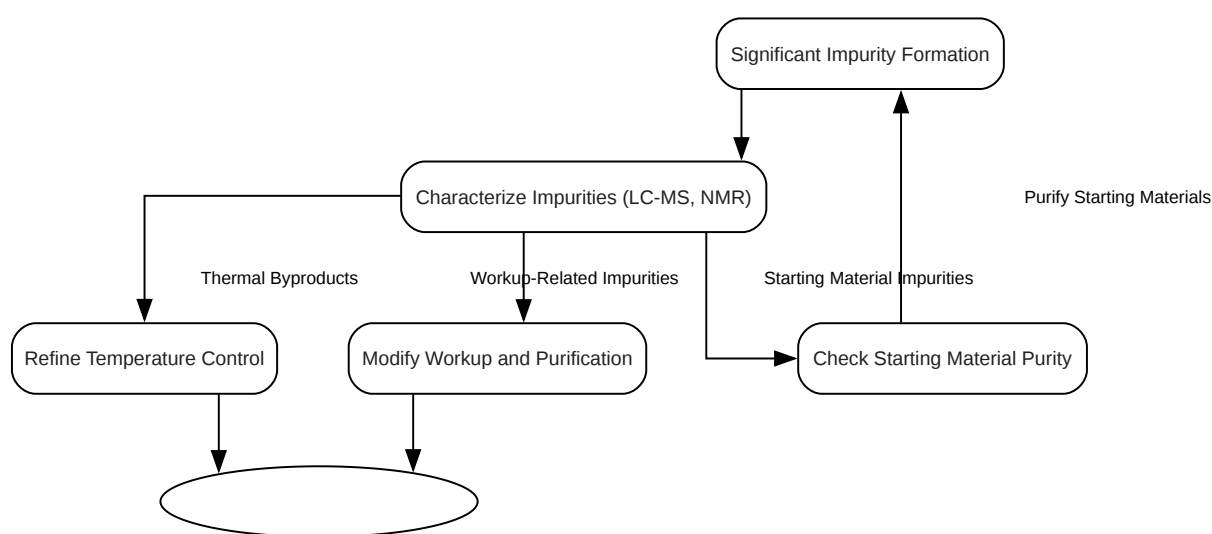 Significant Impurity Formation
Characterize Impurities (LC-MS, NMR)
Purify Starting Materials
Thermal Byproducts
Workup-Related Impurities
Starting Material Impurities
Refine Temperature Control
Modify Workup and Purification
Check Starting Material Purity